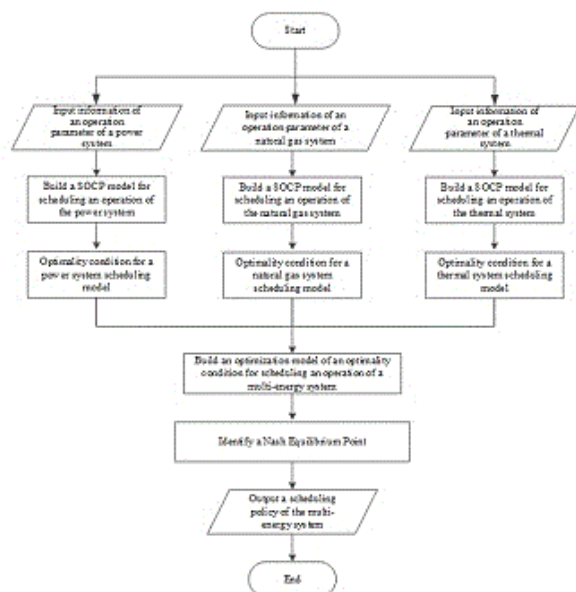 Start
Input information of
an operation
parameter of a power
system
Input information of an
operation parameter of a
natural gas system
Input information of
an operation
parameter of a thermal
system
Build a SOCP model for
scheduling an operation of
the power system
Build a SOCP model for
scheduling an operation of
the natural gas system
Build a SOCP model for
scheduling an operation of
the thermal system
Optimality condition for a
power system scheduling
model
Optimality condition for a
natural gas system
scheduling model
Optimality condition for a
thermal system scheduling
model
Build an optimization model of an optimality
condition for scheduling an operation of a
multi-energy system
Identify a Nash Equilibrium Point
Output a scheduling
policy of the multi-
energy system
End